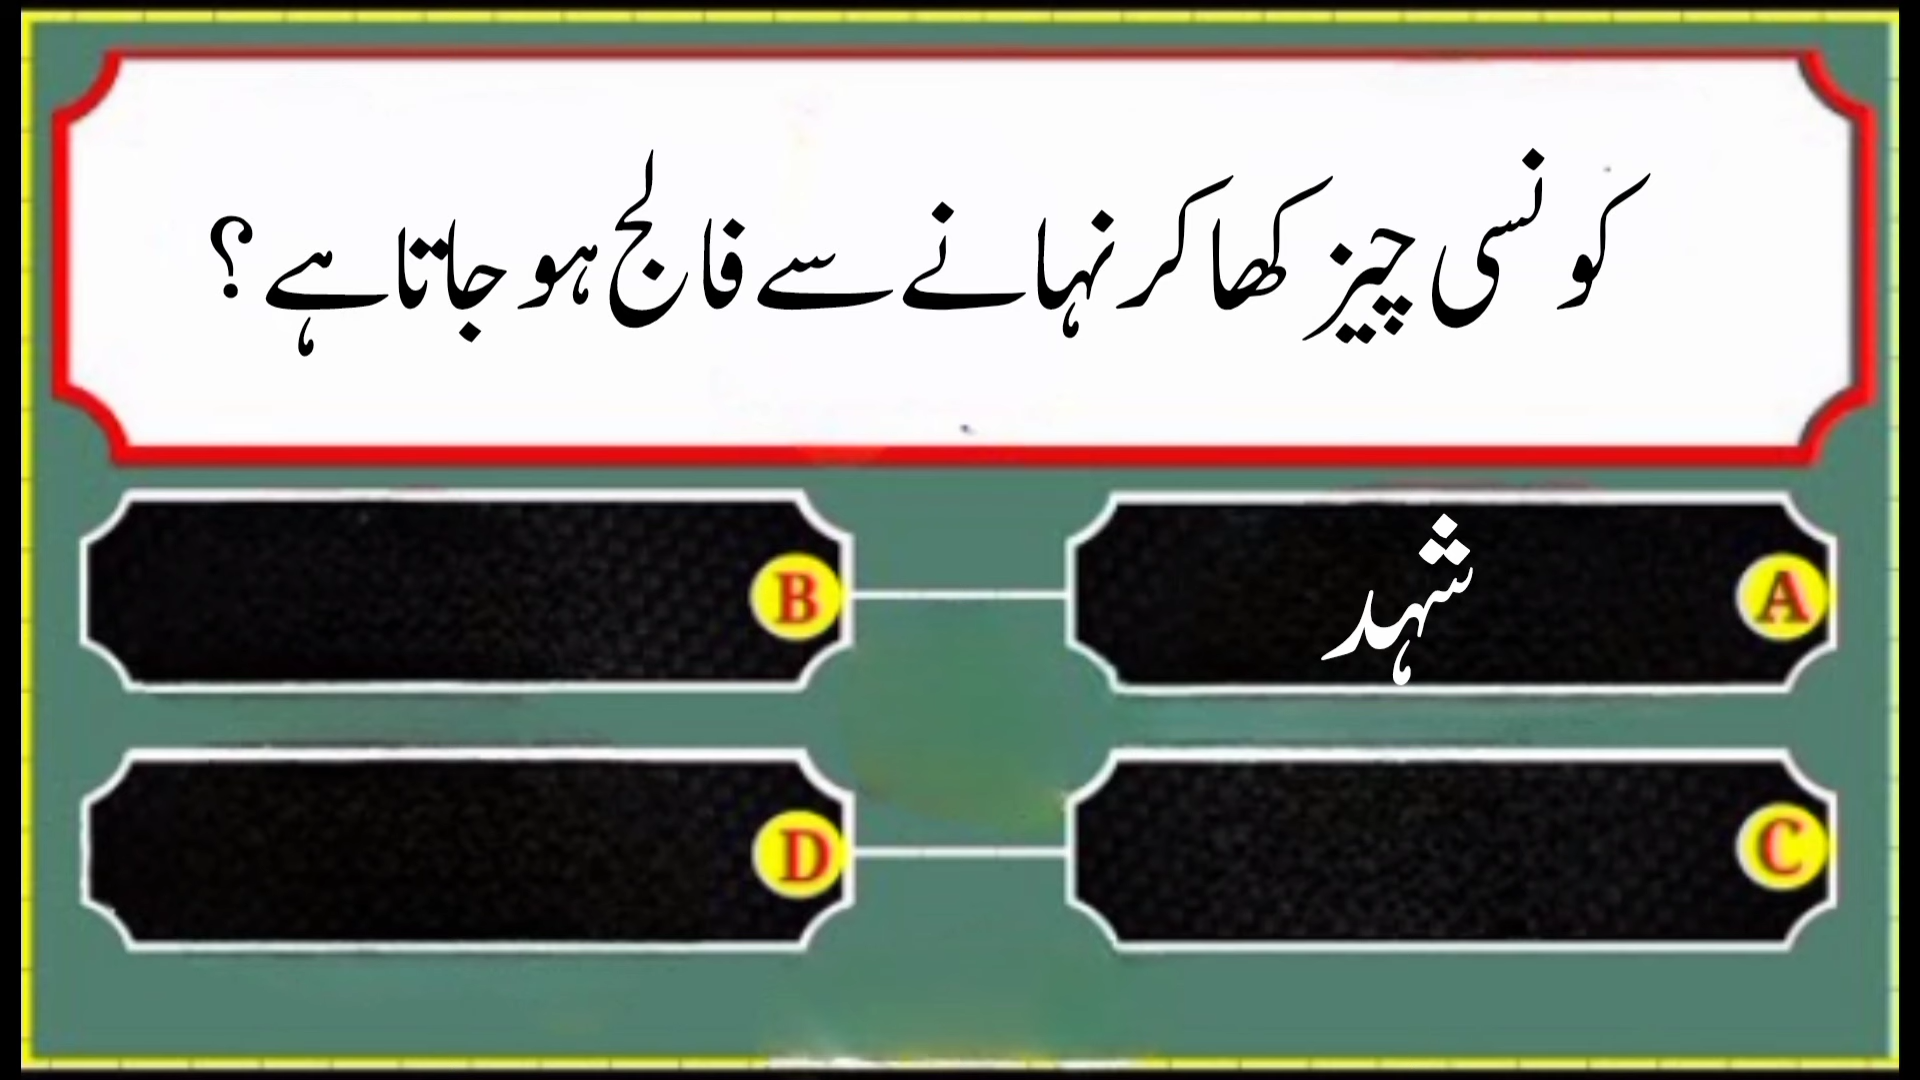 کونسی چیز کھا کر نہانے سے فالج ہو جاتا ہے؟
A شہد
B
C
D